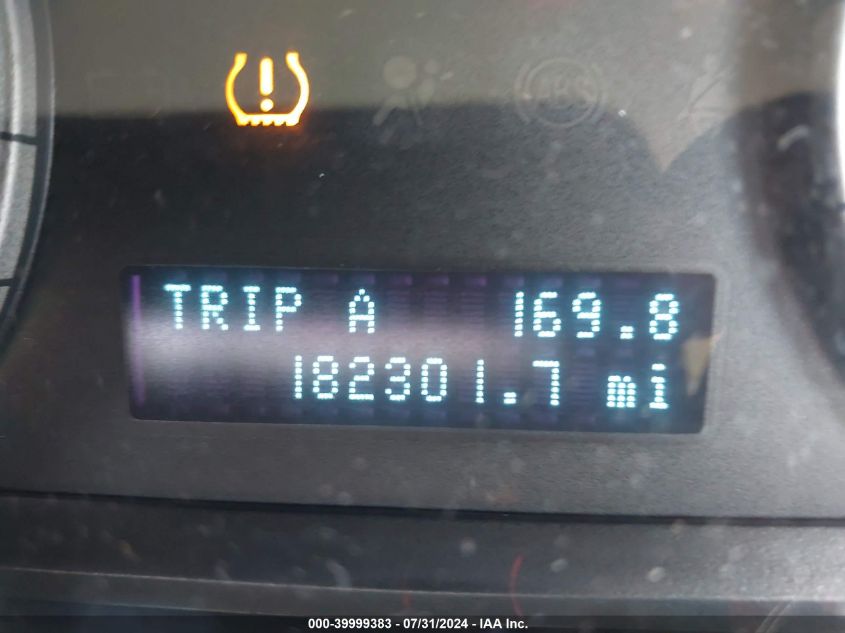 TRIP A 169.8
182301.7 mi
000-39999383 - 07/31/2024 - IAA Inc.